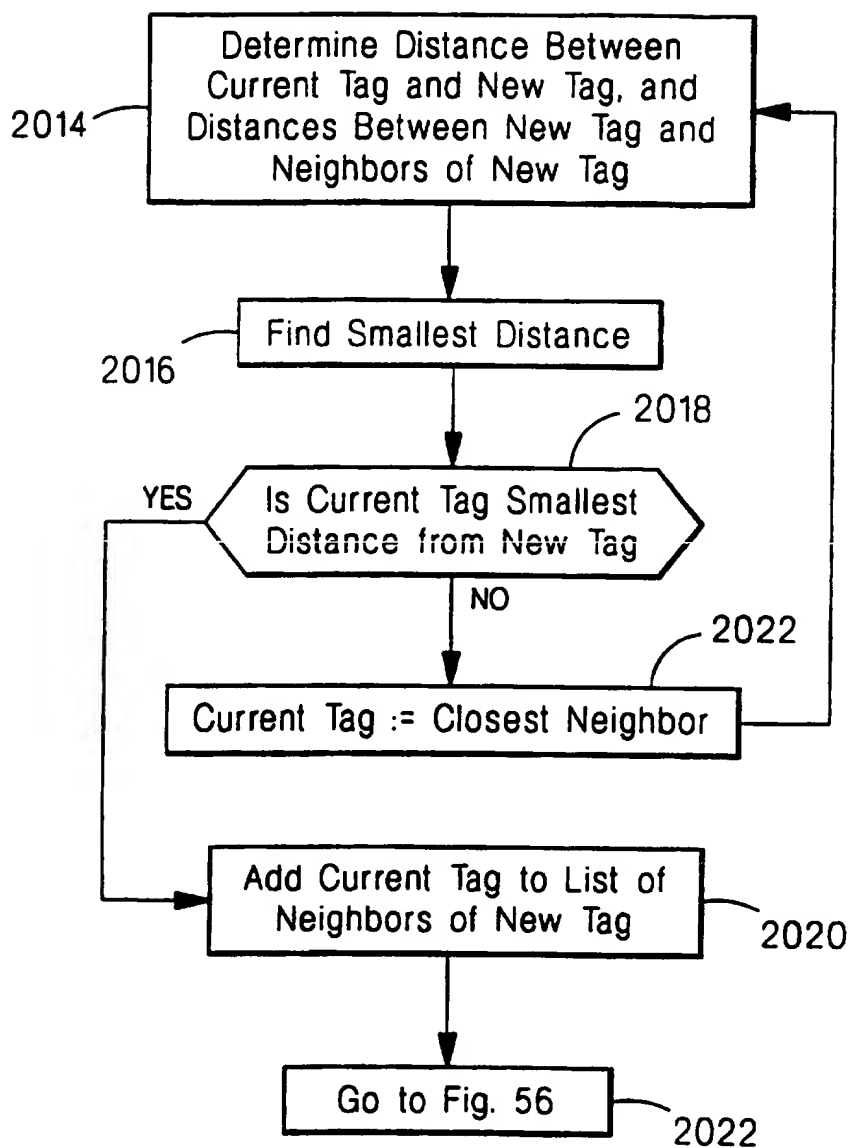 Determine Distance Between
Current Tag and New Tag, and
Distances Between New Tag and
Neighbors of New Tag
2014
Find Smallest Distance
2016
2018
YES
Is Current Tag Smallest
Distance from New Tag
NO
2022
Current Tag := Closest Neighbor
Add Current Tag to List of
Neighbors of New Tag
2020
Go to Fig. 56
2022